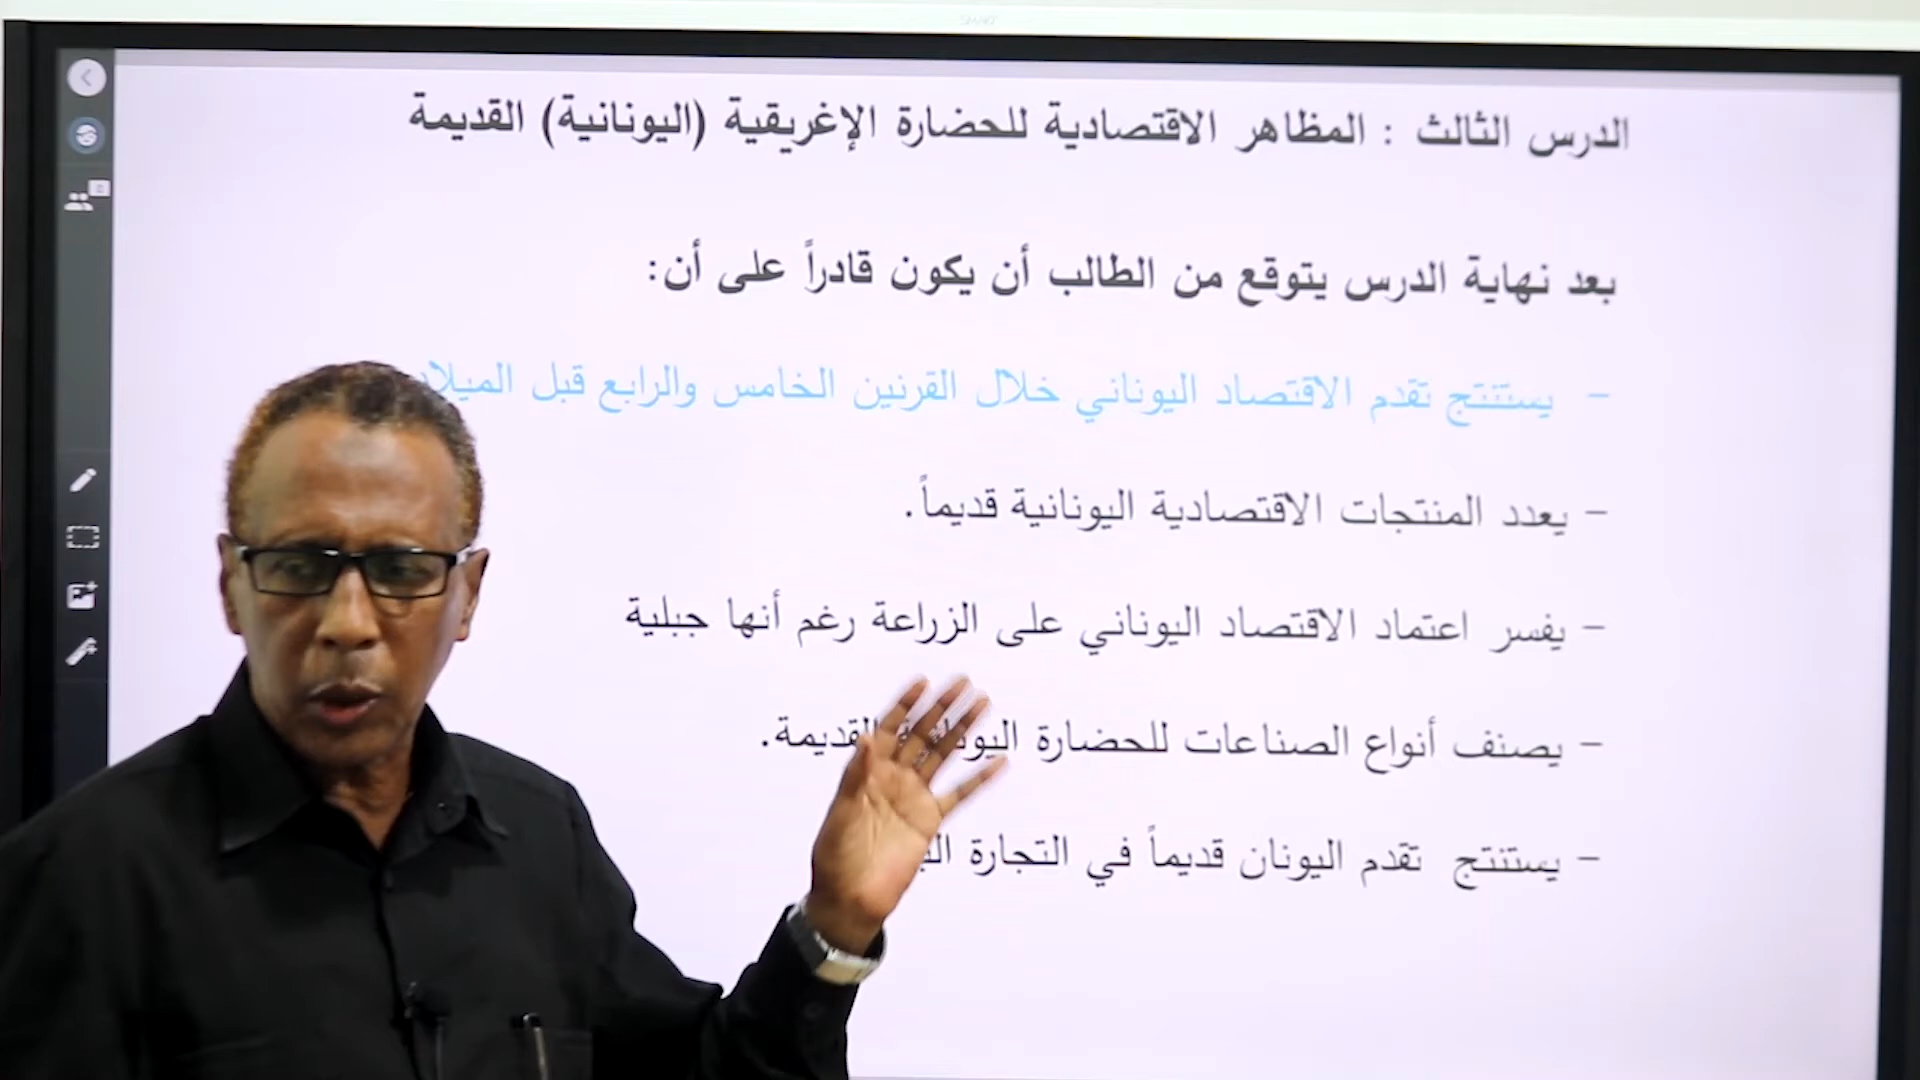 SMART
الدرس الثالث : المظاهر الاقتصادية للحضارة الإغريقية (اليونانية) القديمة
بعد نهاية الدرس يتوقع من الطالب أن يكون قادراً على أن:
- يستنتج تقدم الاقتصاد اليوناني خلال القرنين الخامس والرابع قبل
- يعدد المنتجات الاقتصادية اليونانية قديماً.
- يفسر اعتماد الاقتصاد اليوناني على الزراعة رغم أنها جبلية
- يصنف أنواع الصناعات للحضارة القديمة.
- يستنتج تقدم اليونان قديماً في التجارة